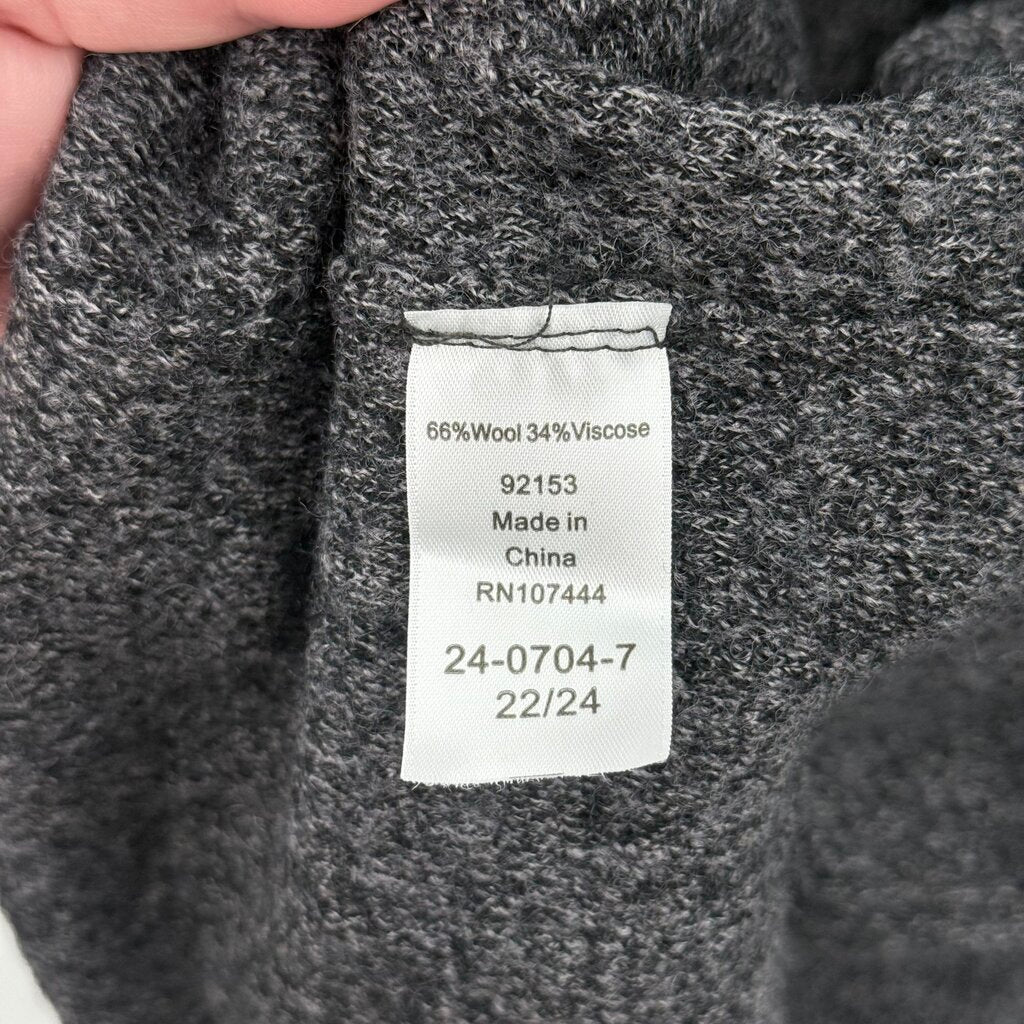 66%Wool 34%Viscose
92153
Made in
China
RN107444
24-0704-7
22/24